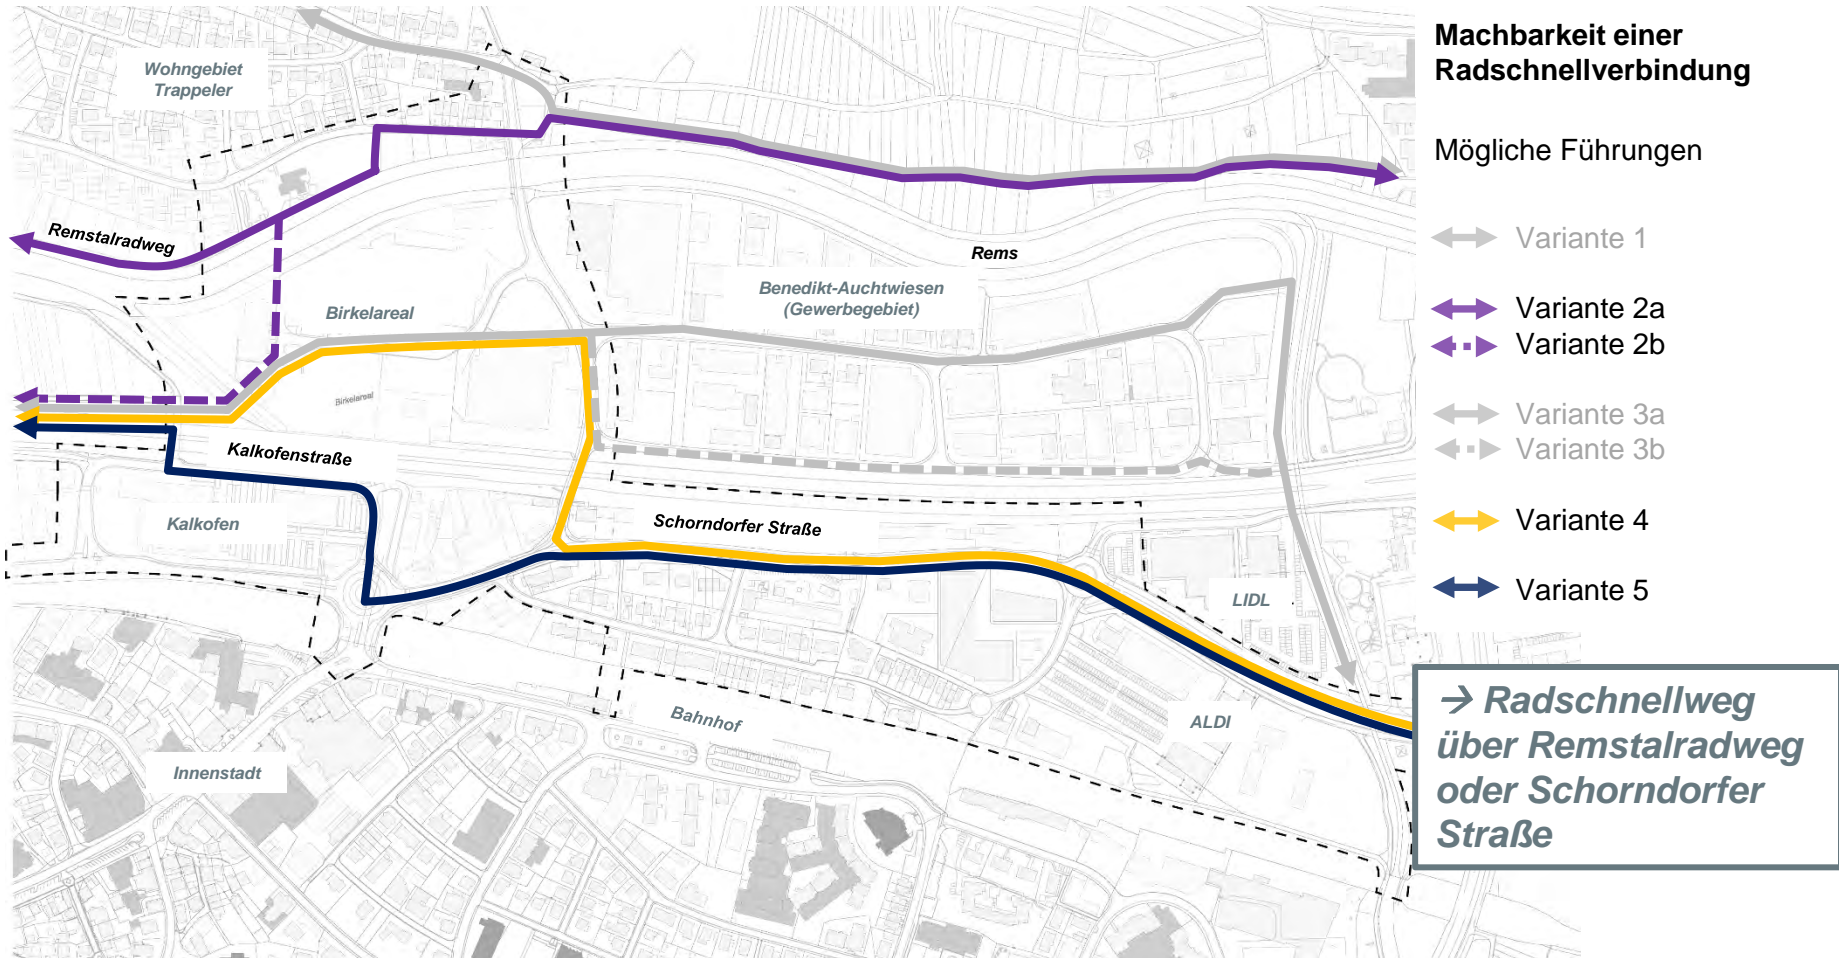 Machbarkeit einer
Radschnellverbindung
Mögliche Führungen
Variante 1
Variante 2a
Variante 2b
Variante 3a
Variante 3b
Variante 4
Variante 5
→ Radschnellweg
über Remstalradweg
oder Schorndorfer
Straße
Wohngebiet
Trappeler
Remstalradweg
Rems
Benedikt-Auchtwiesen
(Gewerbegebiet)
Birkelareal
Birkelareal
Kalkofenstraße
Kalkofen
Schorndorfer Straße
LIDL
ALDI
Bahnhof
Innenstadt